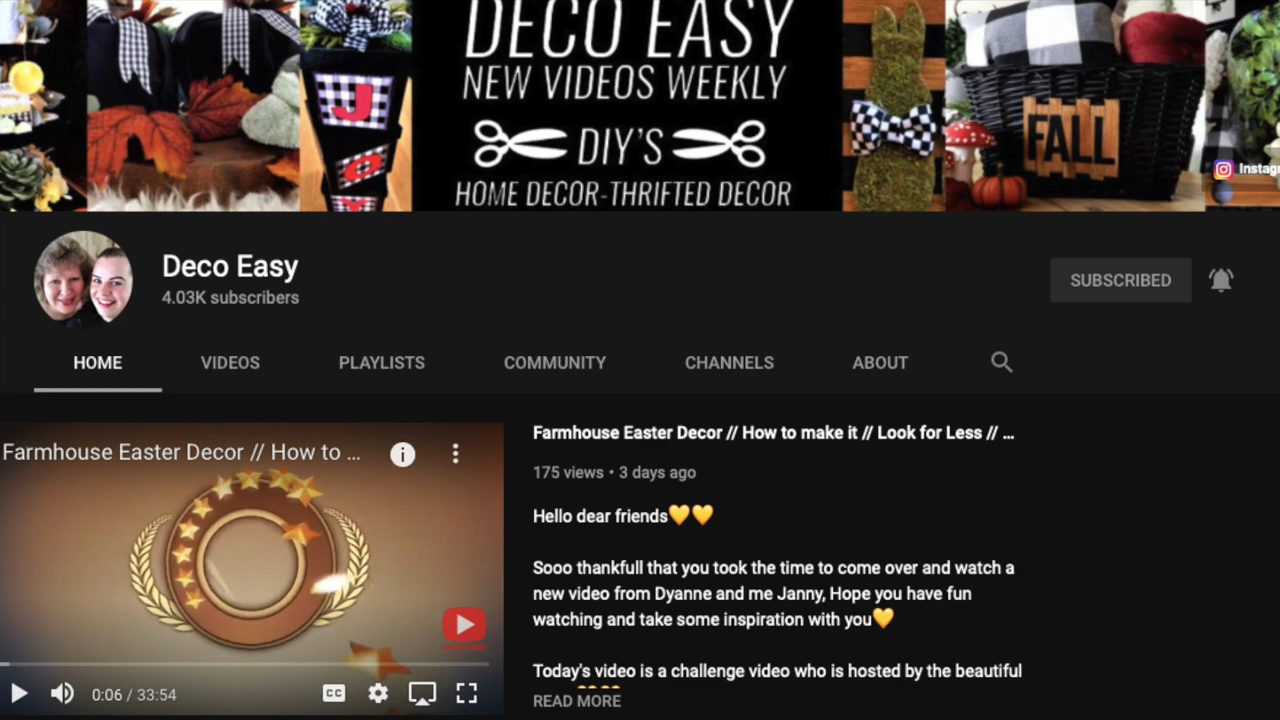 DECO EASY
NEW VIDEOS WEEKLY
DIY'S
HOME DECOR-THRIFTED DECOR
J
O
FALL
Instagr
Deco Easy
4.03K subscribers
SUBSCRIBED
HOME
VIDEOS
PLAYLISTS
COMMUNITY
CHANNELS
ABOUT
Farmhouse Easter Decor // How to ...
Farmhouse Easter Decor // How to make it // Look for Less // ...
175 views • 3 days ago
Hello dear friends💛💛
Sooo thankfull that you took the time to come over and watch a
new video from Dyanne and me Janny, Hope you have fun
watching and take some inspiration with you💛
Today's video is a challenge video who is hosted by the beautiful
READ MORE
0:06 / 33:54
CC